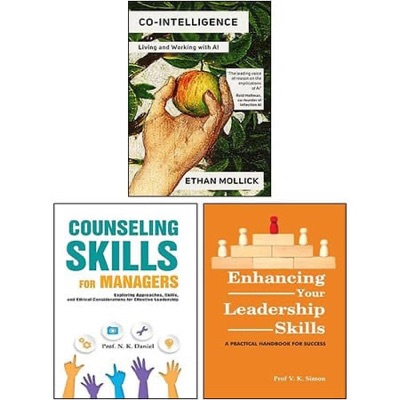 CO-INTELLIGENCE
Living and Working with AI
"The leading voice
of reason on the
implications
of AI"
Reid Hoffman,
co-founder of
Inflection AI
ETHAN MOLLICK
COUNSELING
SKILLS
FOR MANAGERS
Exploring Approaches, Skills,
and Ethical Considerations for Effective Leadership
Prof. N. K. Daniel
Enhancing
Your
Leadership
Skills
A PRACTICAL HANDBOOK FOR SUCCESS
Prof V. K. Simon